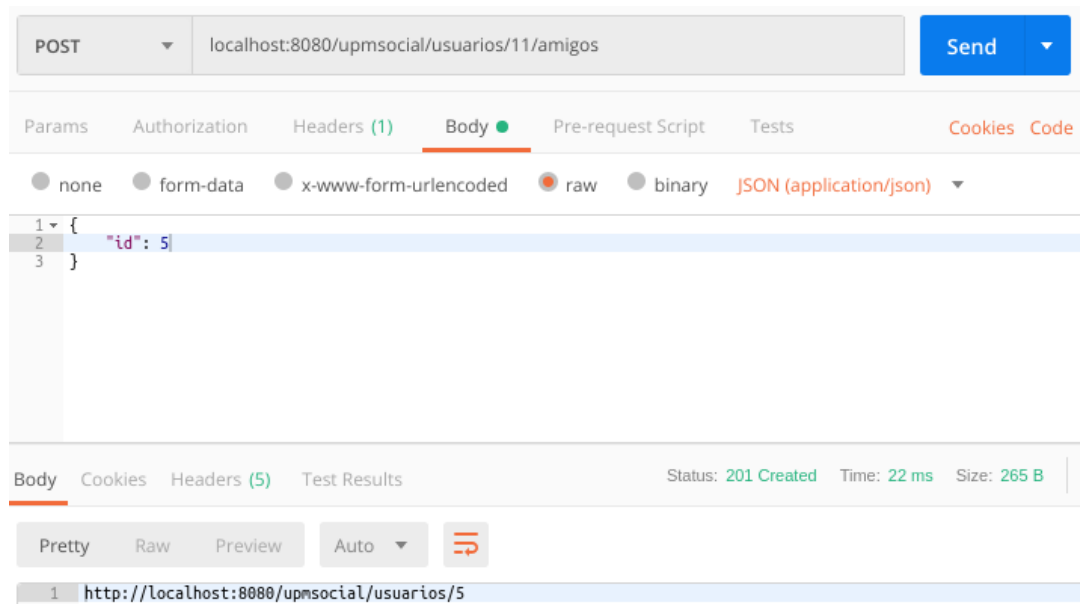 POST localhost:8080/upmsocial/usuarios/11/amigos Send
Params Authorization Headers (1) Body Pre-request Script Tests Cookies Code
none form-data x-www-form-urlencoded raw binary JSON (application/json)
1 {
2 "id": 5
3 }
Body Cookies Headers (5) Test Results Status: 201 Created Time: 22 ms Size: 265 B
Pretty Raw Preview Auto
1 http://localhost:8080/upmsocial/usuarios/5